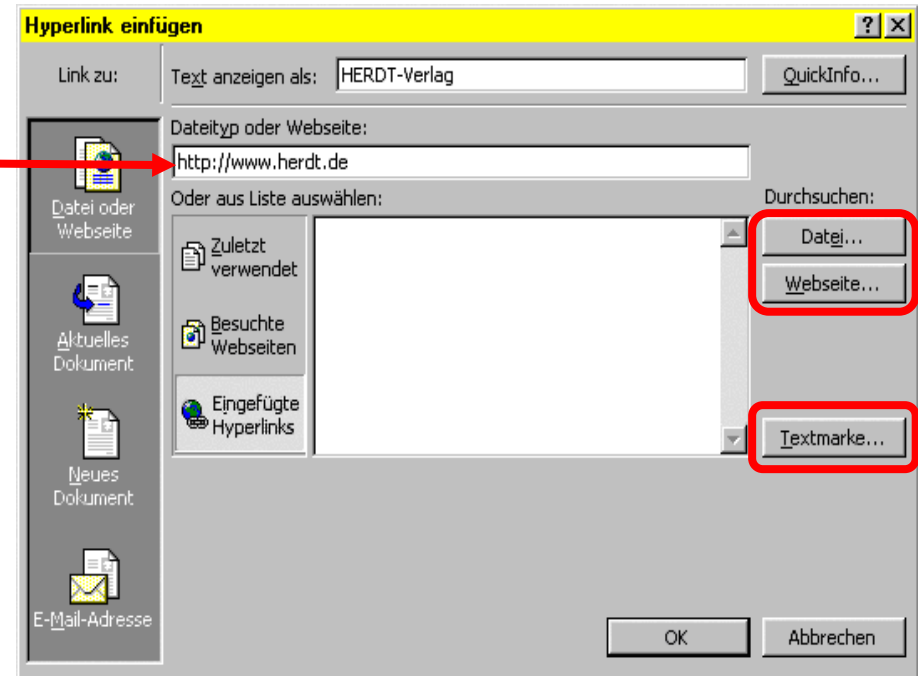 Hyperlink einfügen
Link zu:
Text anzeigen als:
HERDT-Verlag
QuickInfo...
Dateityp oder Webseite:
http://www.herdt.de
Oder aus Liste auswählen:
Durchsuchen:
Datei oder
Webseite
Aktuelles
Dokument
Neues
Dokument
E-Mail-Adresse
Zuletzt
verwendet
Besuchte
Webseiten
Eingefügte
Hyperlinks
Datei...
Webseite...
Textmarke...
OK
Abbrechen